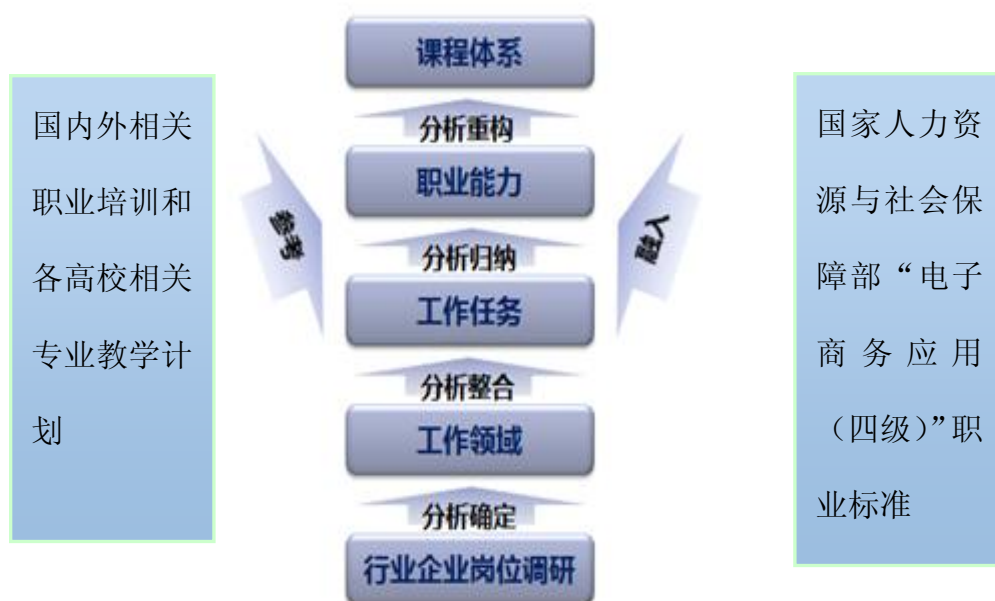 国内外相关
职业培训和
各高校相关
专业教学计
划
参考
课程体系
分析重构
职业能力
分析归纳
工作任务
分析整合
工作领域
分析确定
行业企业岗位调研
融入
国家人力资
源与社会保
障部“电子
商务应用
（四级）”职
业标准